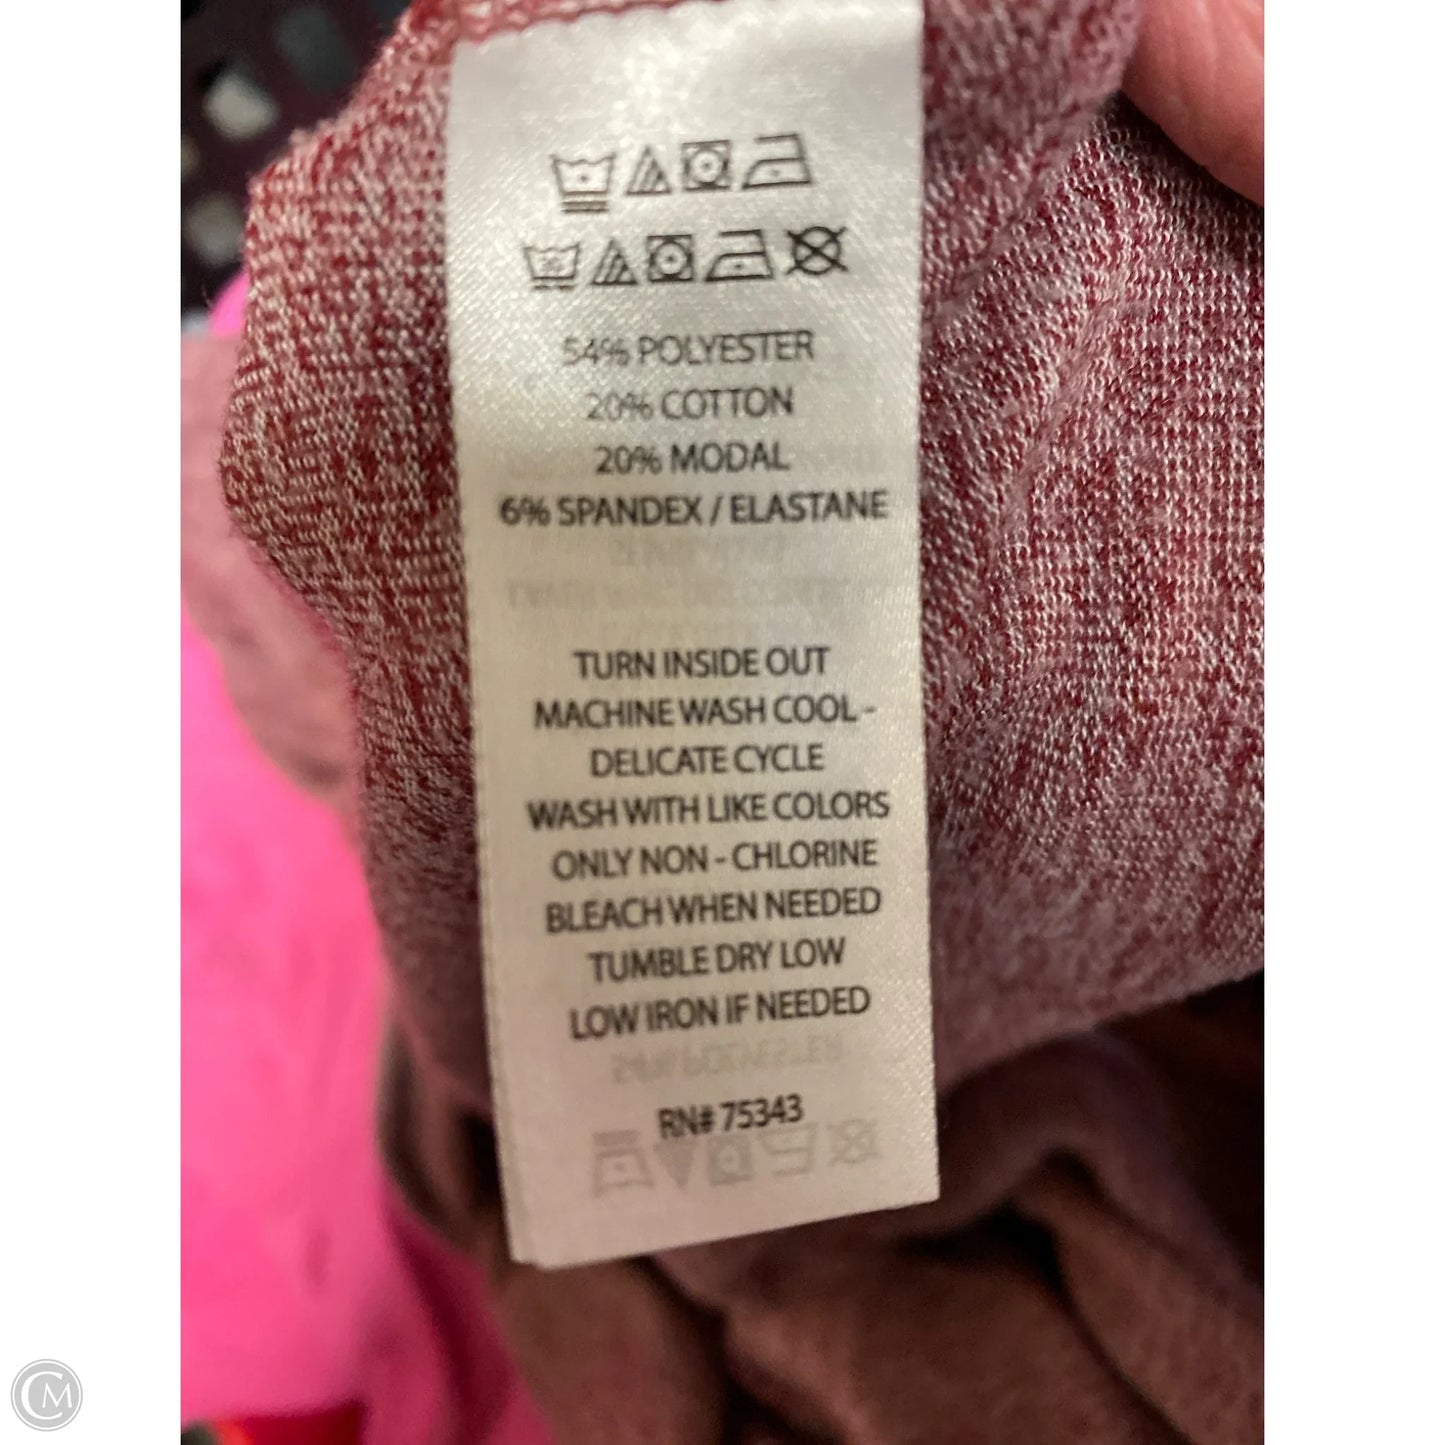 54% POLYESTER
20% COTTON
20% MODAL
6% SPANDEX / ELASTANE
TURN INSIDE OUT
MACHINE WASH COOL -
DELICATE CYCLE
WASH WITH LIKE COLORS
ONLY NON - CHLORINE
BLEACH WHEN NEEDED
TUMBLE DRY LOW
LOW IRON IF NEEDED
RN# 75343
CM